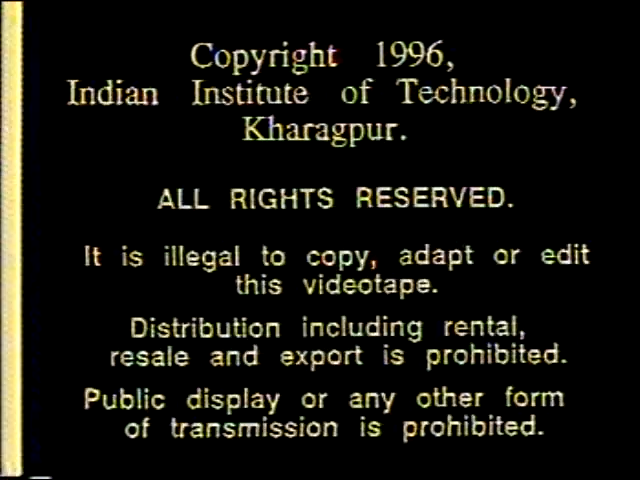 Copyright 1996,
Indian Institute of Technology,
Kharagpur.
ALL RIGHTS RESERVED.
It is illegal to copy, adapt or edit
this videotape.
Distribution including rental,
resale and export is prohibited.
Public display or any other form
of transmission is prohibited.